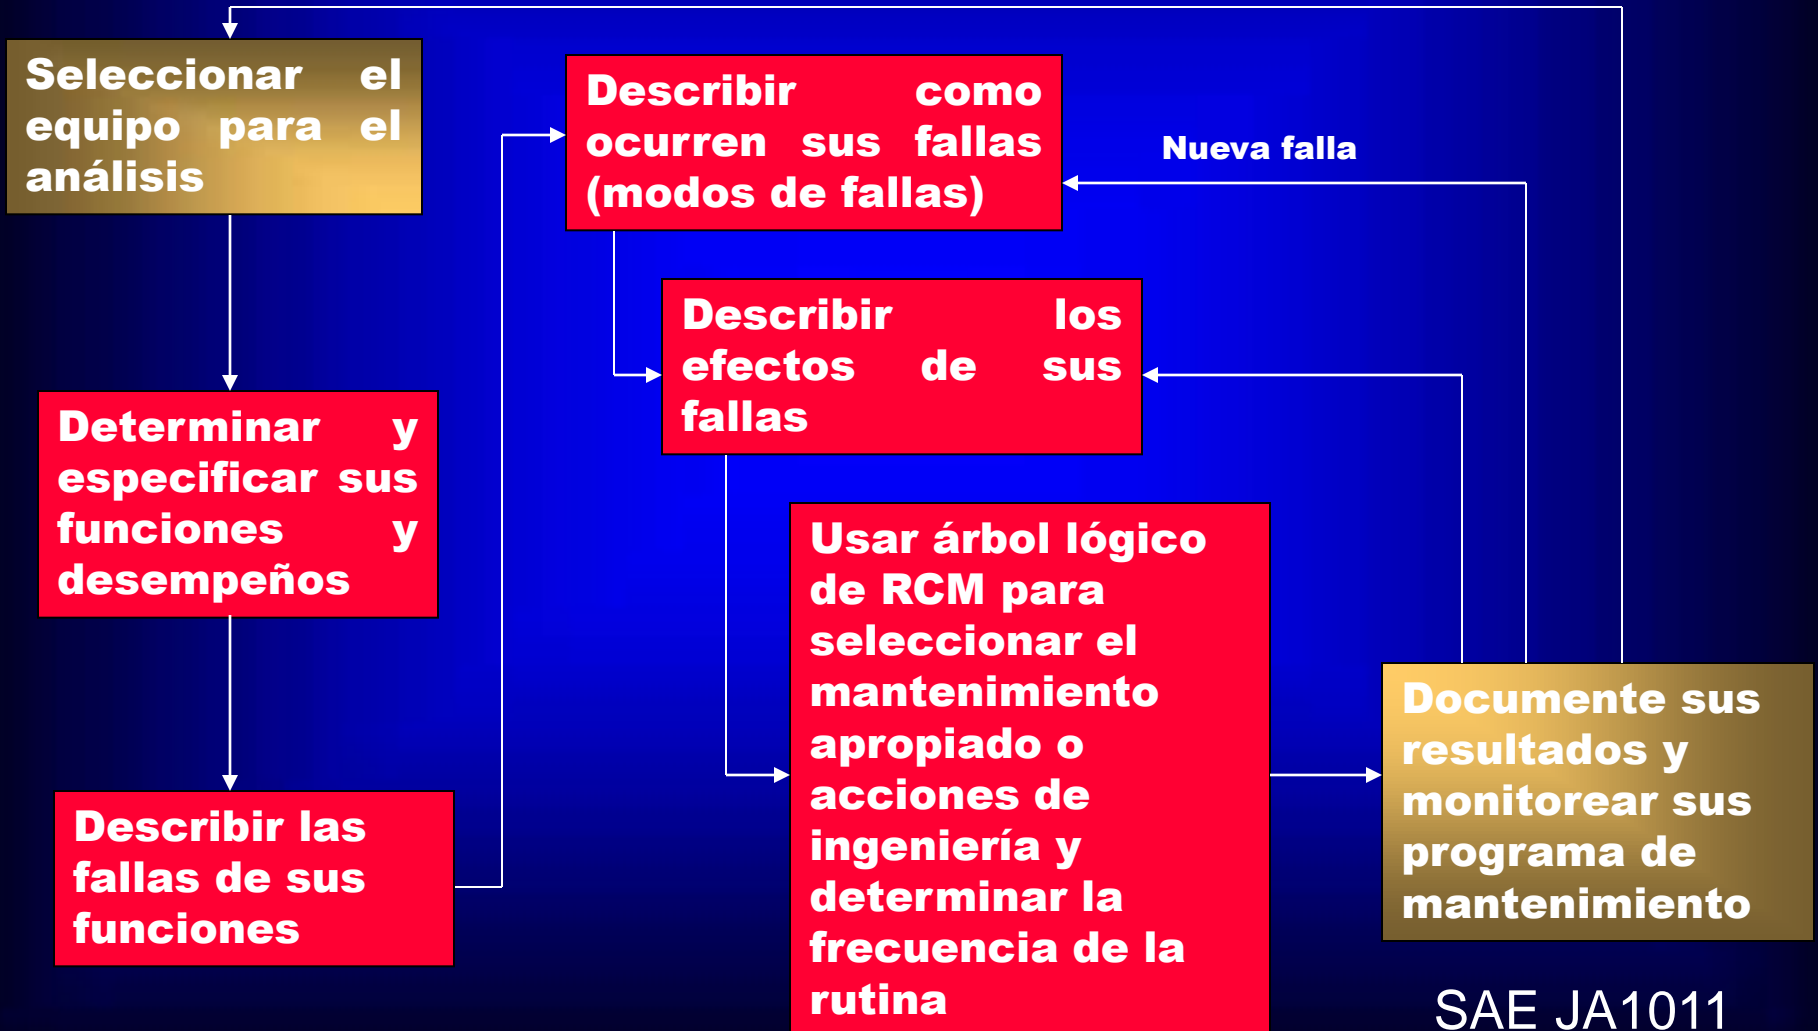 Seleccionar el
equipo para el
análisis
Determinar y
especificar sus
funciones y
desempeños
Describir las
fallas de sus
funciones
Describir como
ocurren sus fallas
(modos de fallas)
Nueva falla
Describir los
efectos de sus
fallas
Usar árbol lógico
de RCM para
seleccionar el
mantenimiento
apropiado o
acciones de
ingeniería y
determinar la
frecuencia de la
rutina
Documente sus
resultados y
monitorear sus
programa de
mantenimiento
SAE JA1011